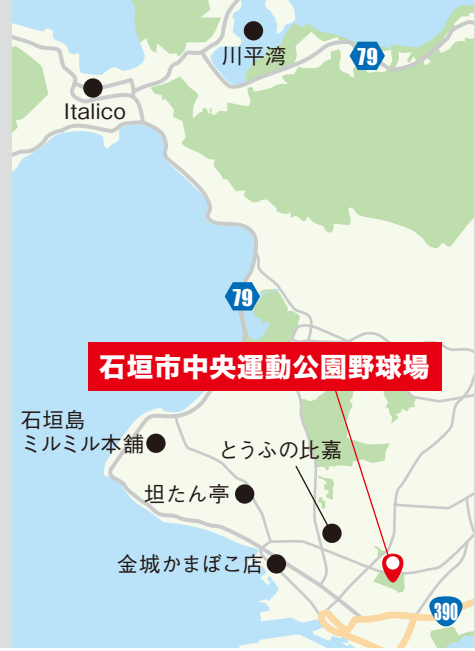 川平湾
79
Italico
79
石垣市中央運動公園野球場
石垣島
ミルミル本舗
とうふの比嘉
坦たん亭
金城かまぼこ店
390